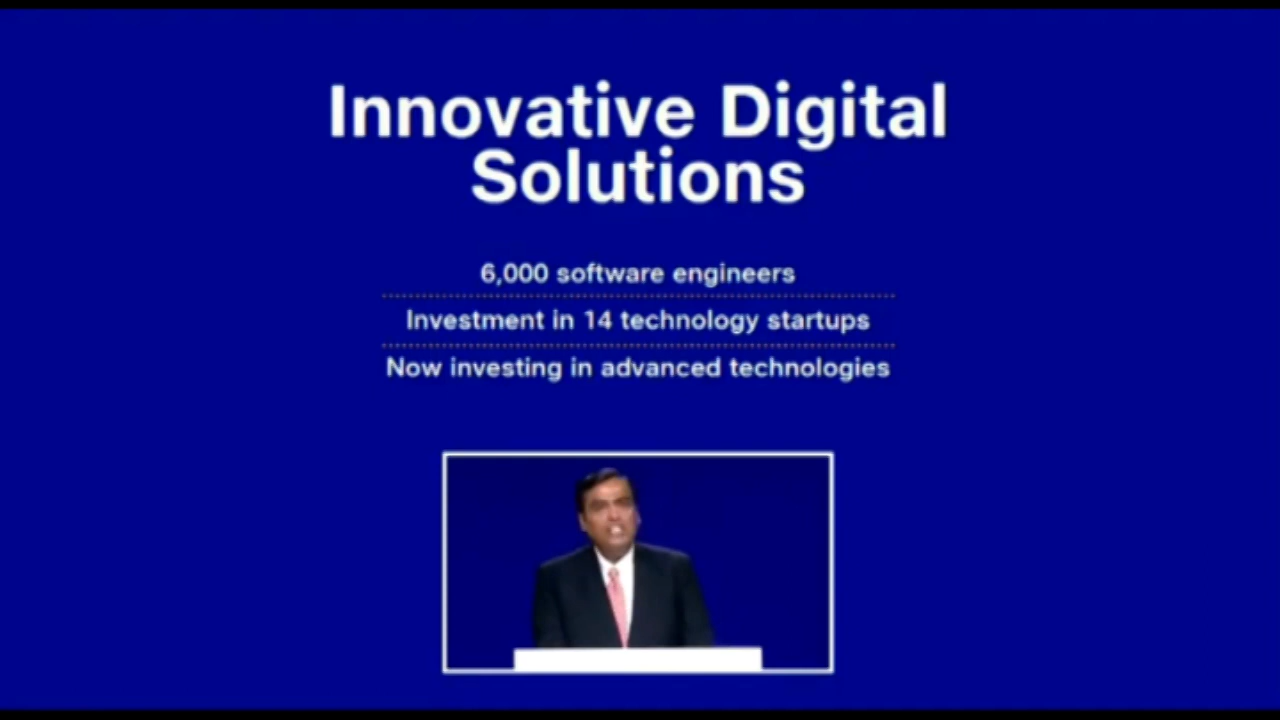 Innovative Digital
Solutions
6,000 software engineers
Investment in 14 technology startups
Now investing in advanced technologies